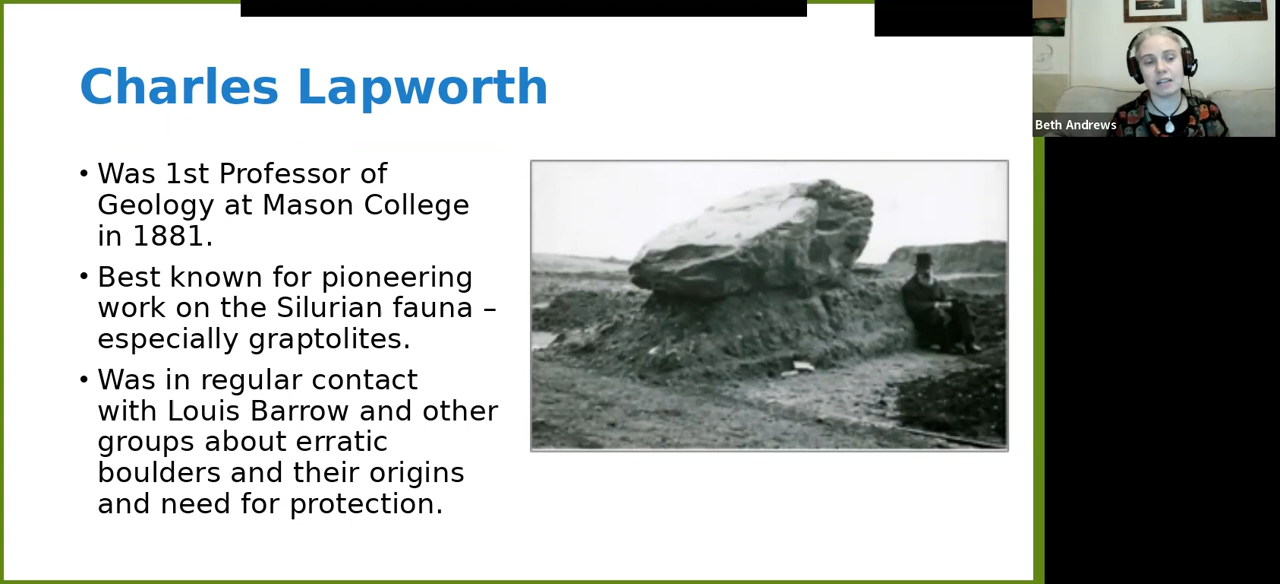 Charles Lapworth
• Was 1st Professor of
Geology at Mason College
in 1881.
• Best known for pioneering
work on the Silurian fauna –
especially graptolites.
• Was in regular contact
with Louis Barrow and other
groups about erratic
boulders and their origins
and need for protection.
Beth Andrews